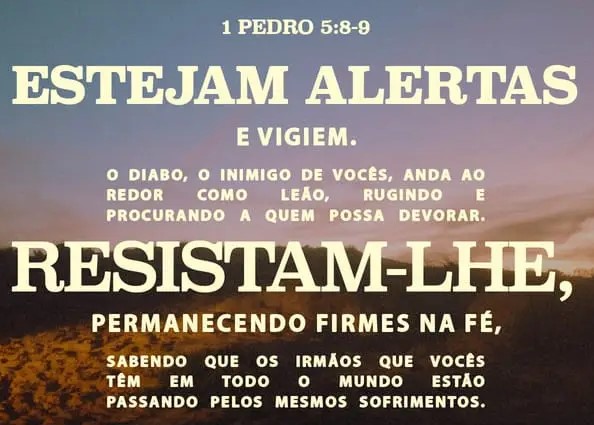 1 PEDRO 5:8-9
ESTEJAM ALERTAS
E VIGIEM.
O DIABO, O INIMIGO DE VOCÊS, ANDA AO
REDOR COMO LEÃO, RUGINDO E
PROCURANDO A QUEM POSSA DEVORAR.
RESISTAM-LHE,
PERMANECENDO FIRMES NA FÉ,
SABENDO QUE OS IRMÃOS QUE VOCÊS
TÊM EM TODO O MUNDO ESTÃO
PASSANDO PELOS MESMOS SOFRIMENTOS.